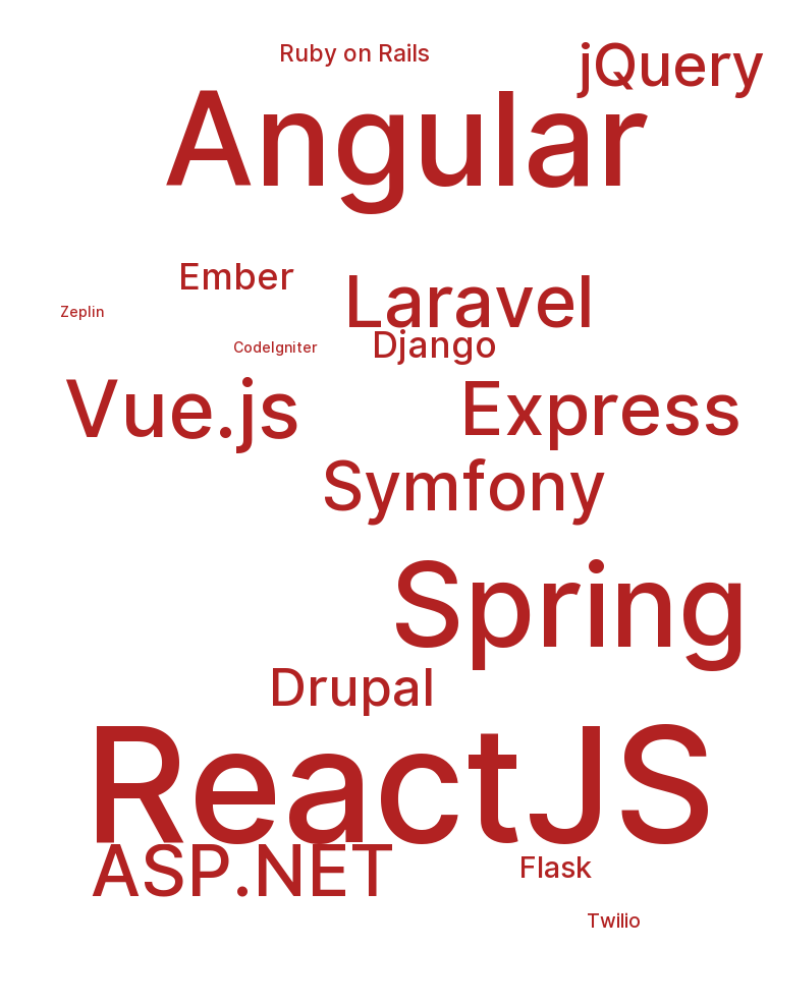 Ruby on Rails
jQuery
Angular
Ember
Laravel
Zeplin
CodeIgniter
Django
Vue.js
Express
Symfony
Spring
Drupal
ReactJS
ASP.NET
Flask
Twilio